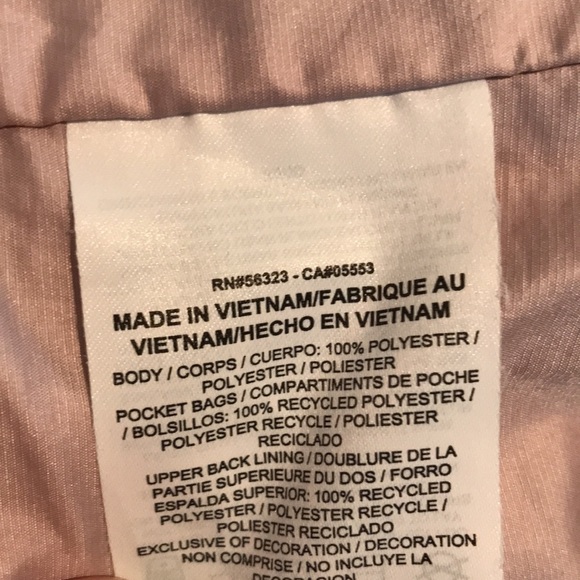 RN#56323 - CA#05553
MADE IN VIETNAM/FABRIQUE AU
VIETNAM/HECHO EN VIETNAM
BODY / CORPS / CUERPO: 100% POLYESTER /
POLYESTER / POLIESTER
POCKET BAGS / COMPARTIMENTS DE POCHE
/ BOLSILLOS: 100% RECYCLED POLYESTER /
POLYESTER RECYCLE / POLIESTER
RECICLADO
UPPER BACK LINING / DOUBLURE DE LA
PARTIE SUPERIEURE DU DOS / FORRO
ESPALDA SUPERIOR: 100% RECYCLED
POLYESTER / POLYESTER RECYCLE /
POLIESTER RECICLADO
EXCLUSIVE OF DECORATION / DECORATION
NON COMPRISE / NO INCLUYE LA
DECORACION